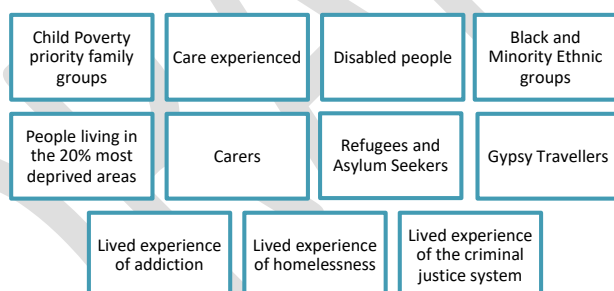 Child Poverty
priority family
groups
Care experienced
Disabled people
Black and
Minority Ethnic
groups
People living in
the 20% most
deprived areas
Carers
Refugees and
Asylum Seekers
Gypsy Travellers
Lived experience
of addiction
Lived experience
of homelessness
Lived experience
of the criminal
justice system